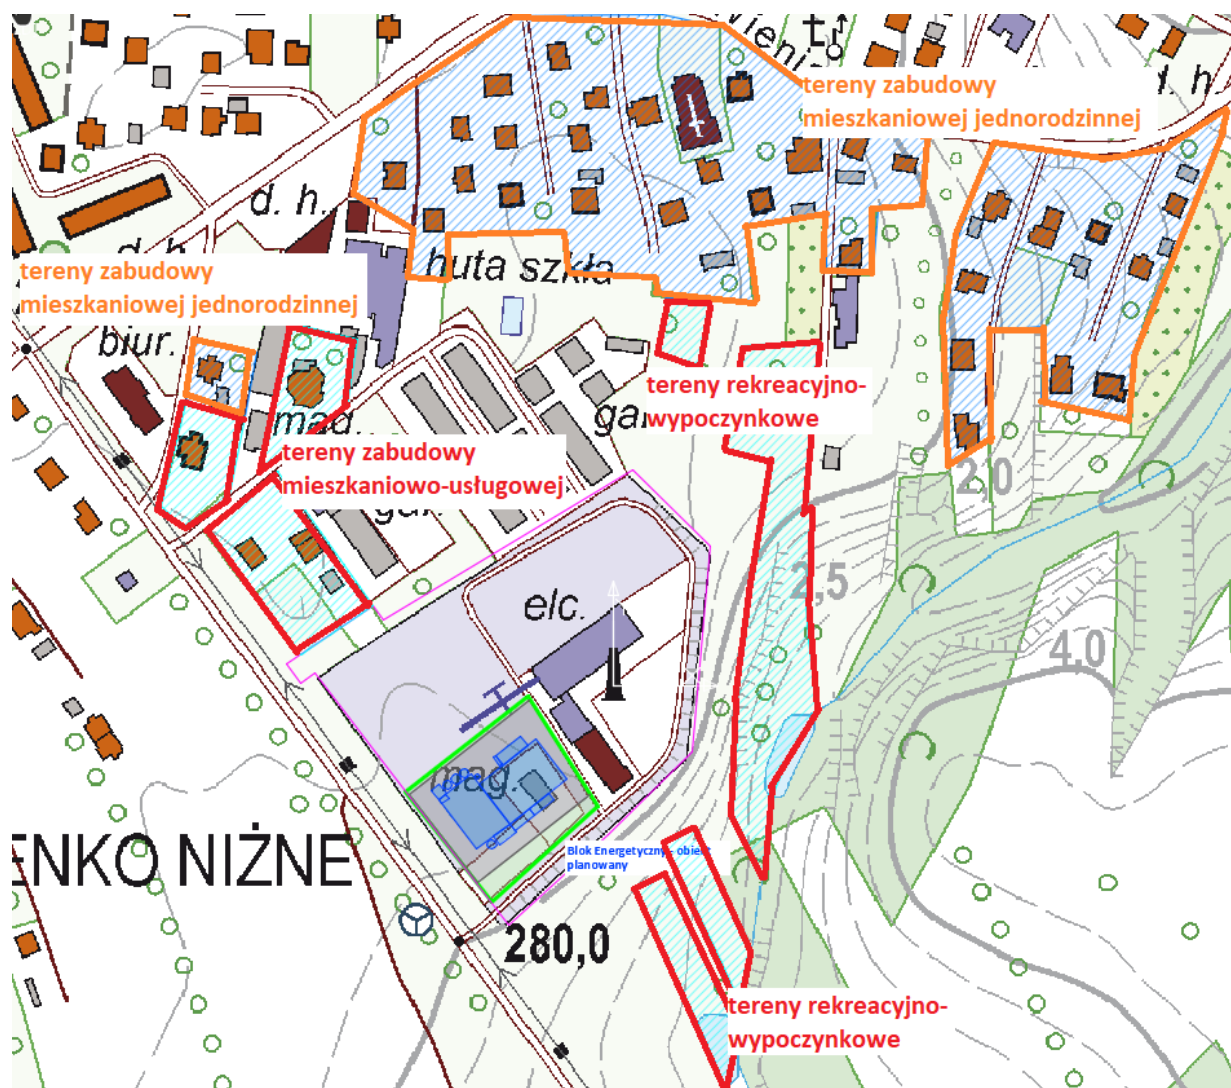 tereny zabudowy
mieszkaniowej jednorodzinnej
d. h.
d. h.
huta szkła
tereny zabudowy
mieszkaniowej jednorodzinnej
biur.
tereny rekreacyjno-
wypoczynkowe
mag.
tereny zabudowy
mieszkaniowo-usługowej
2,0
2,5
elc.
4,0
mag.
Blok Energetyczny - obiekt
planowany
ENKO NIŻNE
280,0
tereny rekreacyjno-
wypoczynkowe